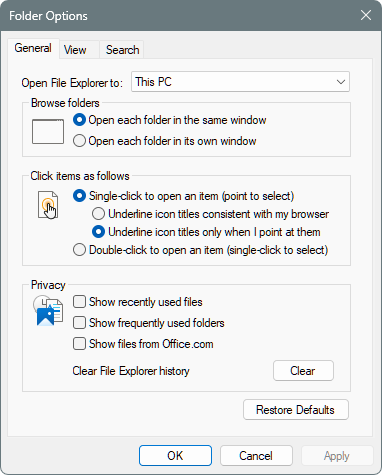 Folder Options
General View Search
Open File Explorer to: This PC
Browse folders
Open each folder in the same window
Open each folder in its own window
Click items as follows
Single-click to open an item (point to select)
Underline icon titles consistent with my browser
Underline icon titles only when I point at them
Double-click to open an item (single-click to select)
Privacy
Show recently used files
Show frequently used folders
Show files from Office.com
Clear File Explorer history Clear
Restore Defaults
OK Cancel Apply